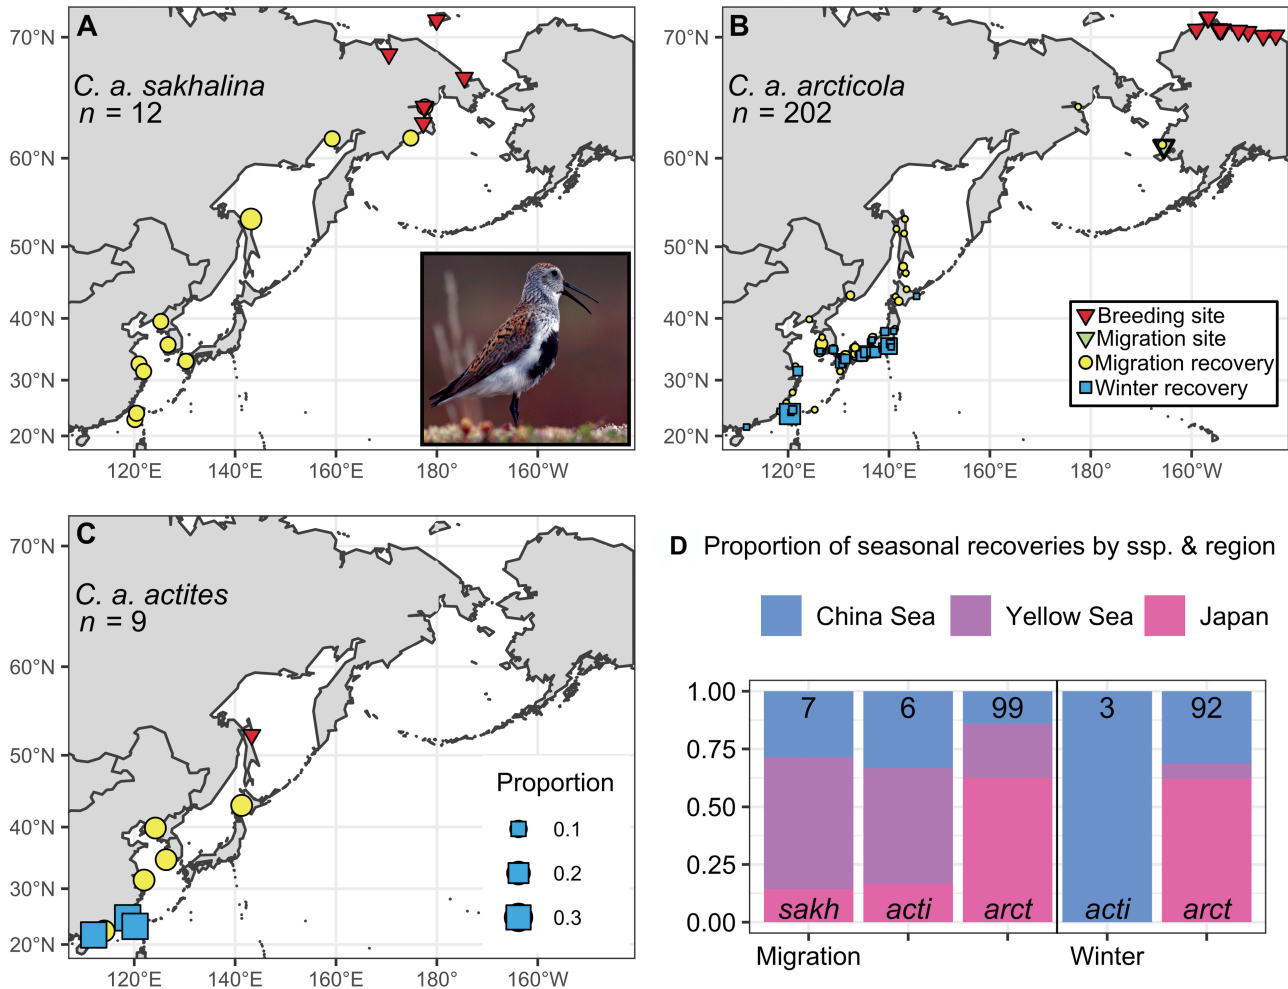 A
C. a. sakhalina
n = 12
70°N
60°N
50°N
40°N
30°N
20°N
120°E
140°E
160°E
180°
160°W
B
C. a. arcticola
n = 202
70°N
60°N
50°N
40°N
30°N
20°N
Breeding site
Migration site
Migration recovery
Winter recovery
120°E
140°E
160°E
180°
160°W
C
C. a. actites
n = 9
70°N
60°N
50°N
40°N
30°N
20°N
Proportion
0.1
0.2
0.3
120°E
140°E
160°E
180°
160°W
D Proportion of seasonal recoveries by ssp. & region
China Sea Yellow Sea Japan
1.00
0.75
0.50
0.25
0.00
7 6 99 3 92
sakh acti arct acti arct
Migration Winter